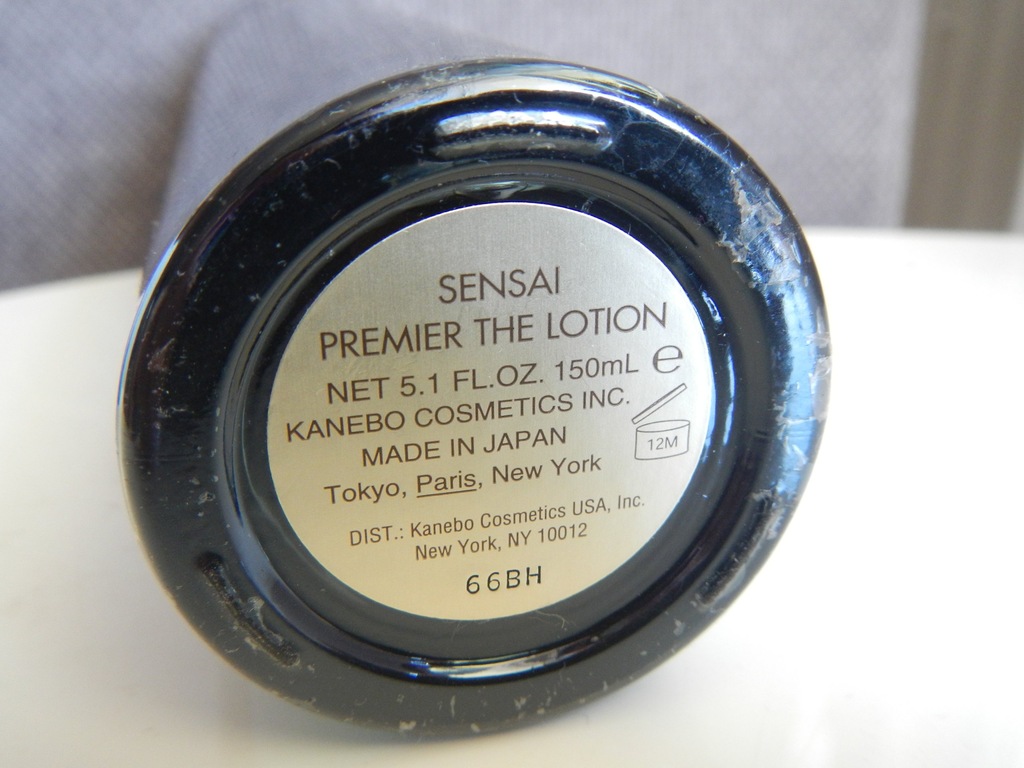 SENSAI
PREMIER THE LOTION
NET 5.1 FL.OZ. 150mL ℮
KANEBO COSMETICS INC.
MADE IN JAPAN
12M
Tokyo, Paris, New York
DIST.: Kanebo Cosmetics USA, Inc.
New York, NY 10012
66BH